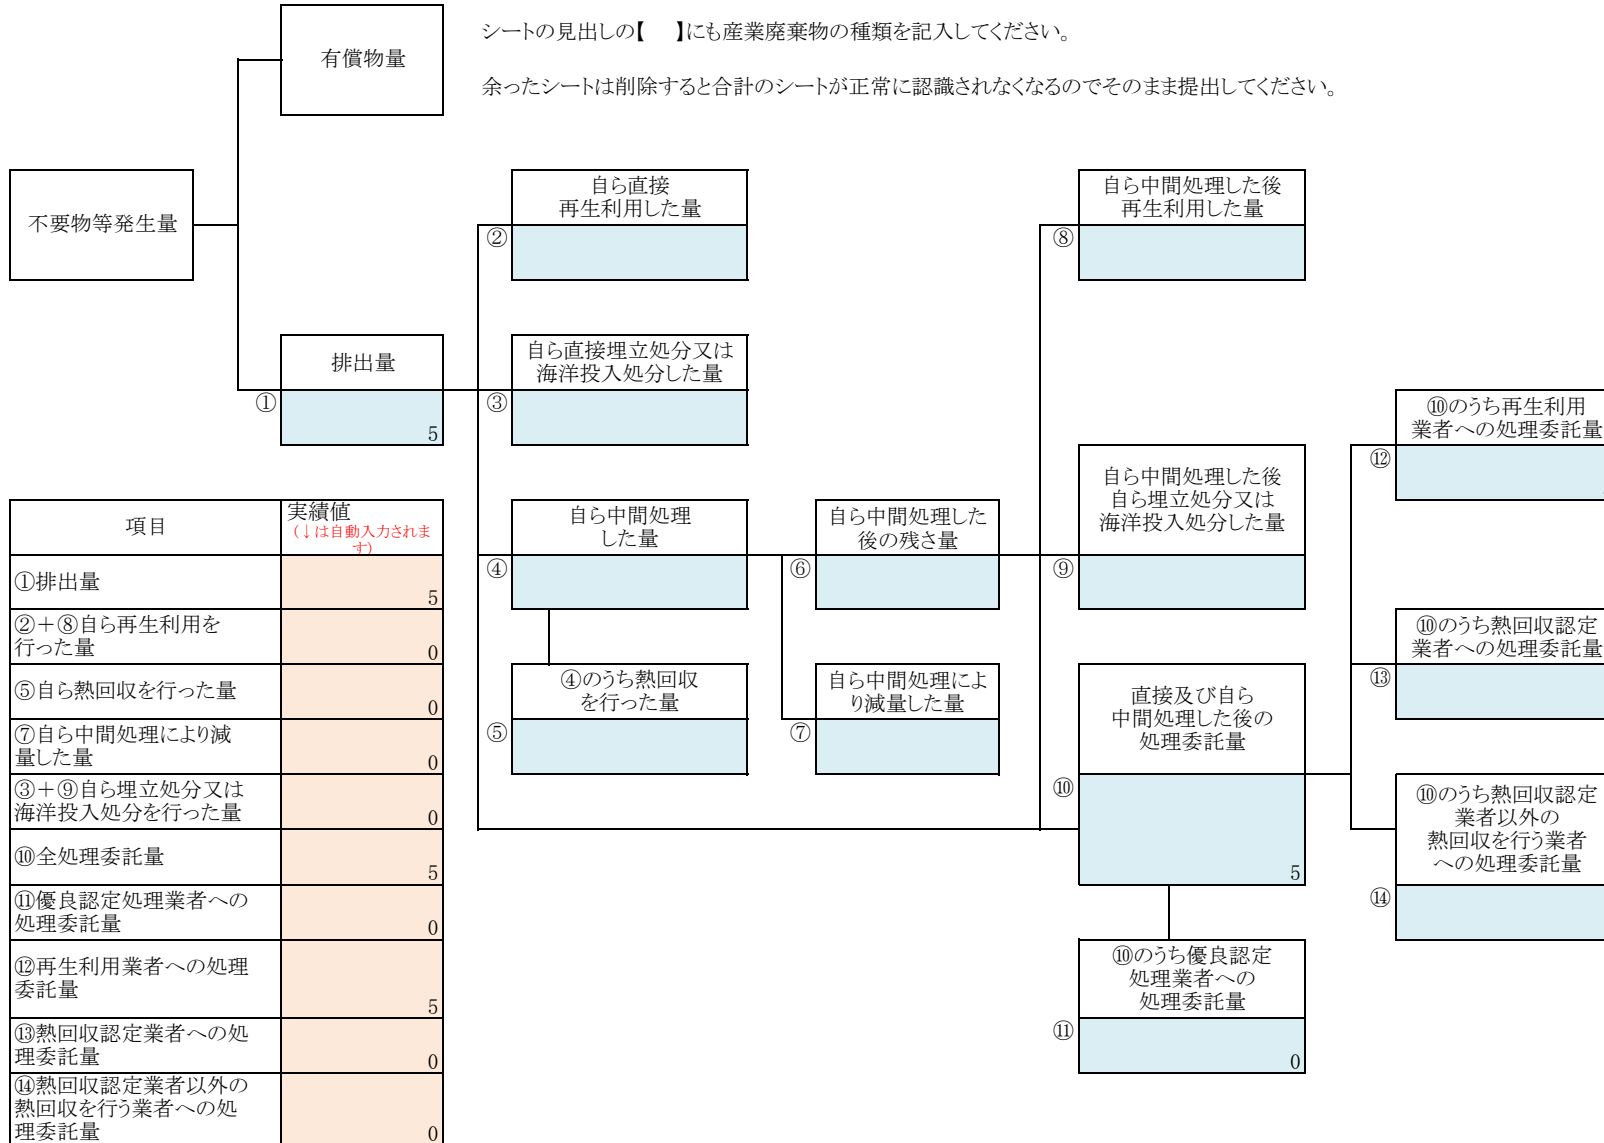 シートの見出しの【　】にも産業廃棄物の種類を記入してください。
有償物量
余ったシートは削除すると合計のシートが正常に認識されなくなるのでそのまま提出してください。
不要物等発生量
自ら直接
再生利用した量
②
自ら中間処理した後
再生利用した量
⑧
排出量
①
5
自ら直接埋立処分又は
海洋投入処分した量
③
⑩のうち再生利用
業者への処理委託量
⑫
自ら中間処理
した量
④
自ら中間処理した
後の残さ量
⑥
自ら中間処理した後
自ら埋立処分又は
海洋投入処分した量
⑨
④のうち熱回収
を行った量
⑤
自ら中間処理によ
り減量した量
⑦
直接及び自ら
中間処理した後の
処理委託量
⑩
5
⑩のうち熱回収認定
業者への処理委託量
⑬
⑩のうち熱回収認定
業者以外の
熱回収を行う業者
への処理委託量
⑭
⑩のうち優良認定
処理業者への
処理委託量
⑪
0
項目
実績値
(↓は自動入力されま
す)
①排出量
5
②＋⑧自ら再生利用を
行った量
0
⑤自ら熱回収を行った量
0
⑦自ら中間処理により減
量した量
0
③＋⑨自ら埋立処分又は
海洋投入処分を行った量
0
⑩全処理委託量
5
⑪優良認定処理業者への
処理委託量
0
⑫再生利用業者への処理
委託量
5
⑬熱回収認定業者への処
理委託量
0
⑭熱回収認定業者以外の
熱回収を行う業者への処
理委託量
0